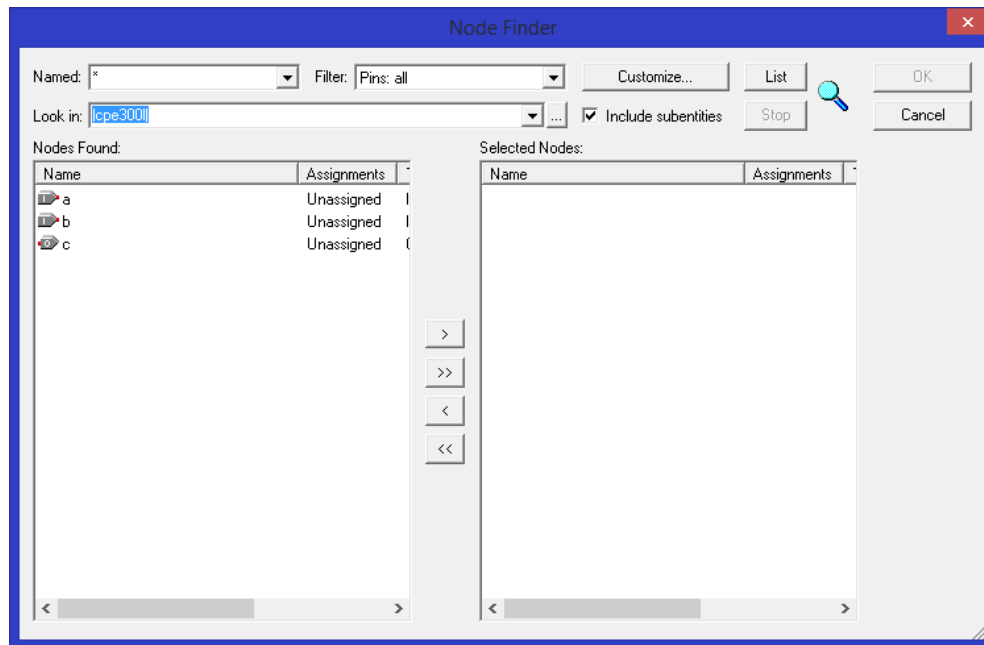 Node Finder
Named: * Filter: Pins: all Customize... List OK
Look in: |cpe300l| ... Include subentities Stop Cancel
Nodes Found: Selected Nodes:
Name Assignments Name Assignments
a Unassigned I
b Unassigned I
c Unassigned
>
>>
<
<<